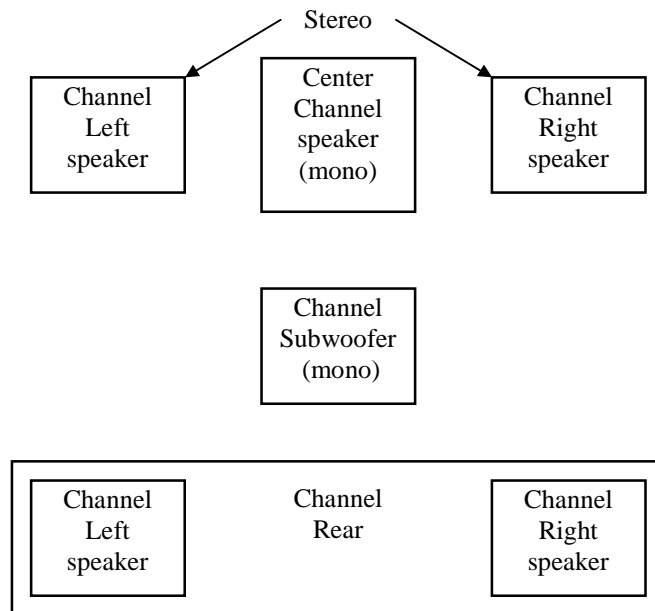 Stereo
Channel
Left
speaker
Center
Channel
speaker
(mono)
Channel
Right
speaker
Channel
Subwoofer
(mono)
Channel
Left
speaker
Channel
Rear
Channel
Right
speaker